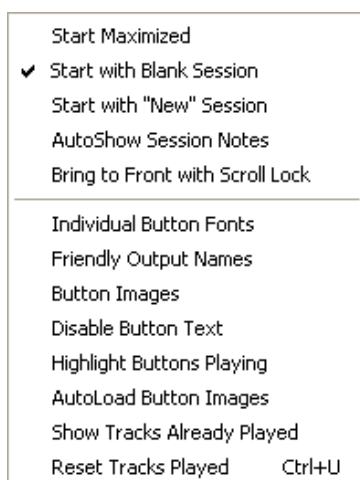 Start Maximized
Start with Blank Session
Start with "New" Session
AutoShow Session Notes
Bring to Front with Scroll Lock
Individual Button Fonts
Friendly Output Names
Button Images
Disable Button Text
Highlight Buttons Playing
AutoLoad Button Images
Show Tracks Already Played
Reset Tracks Played Ctrl+U